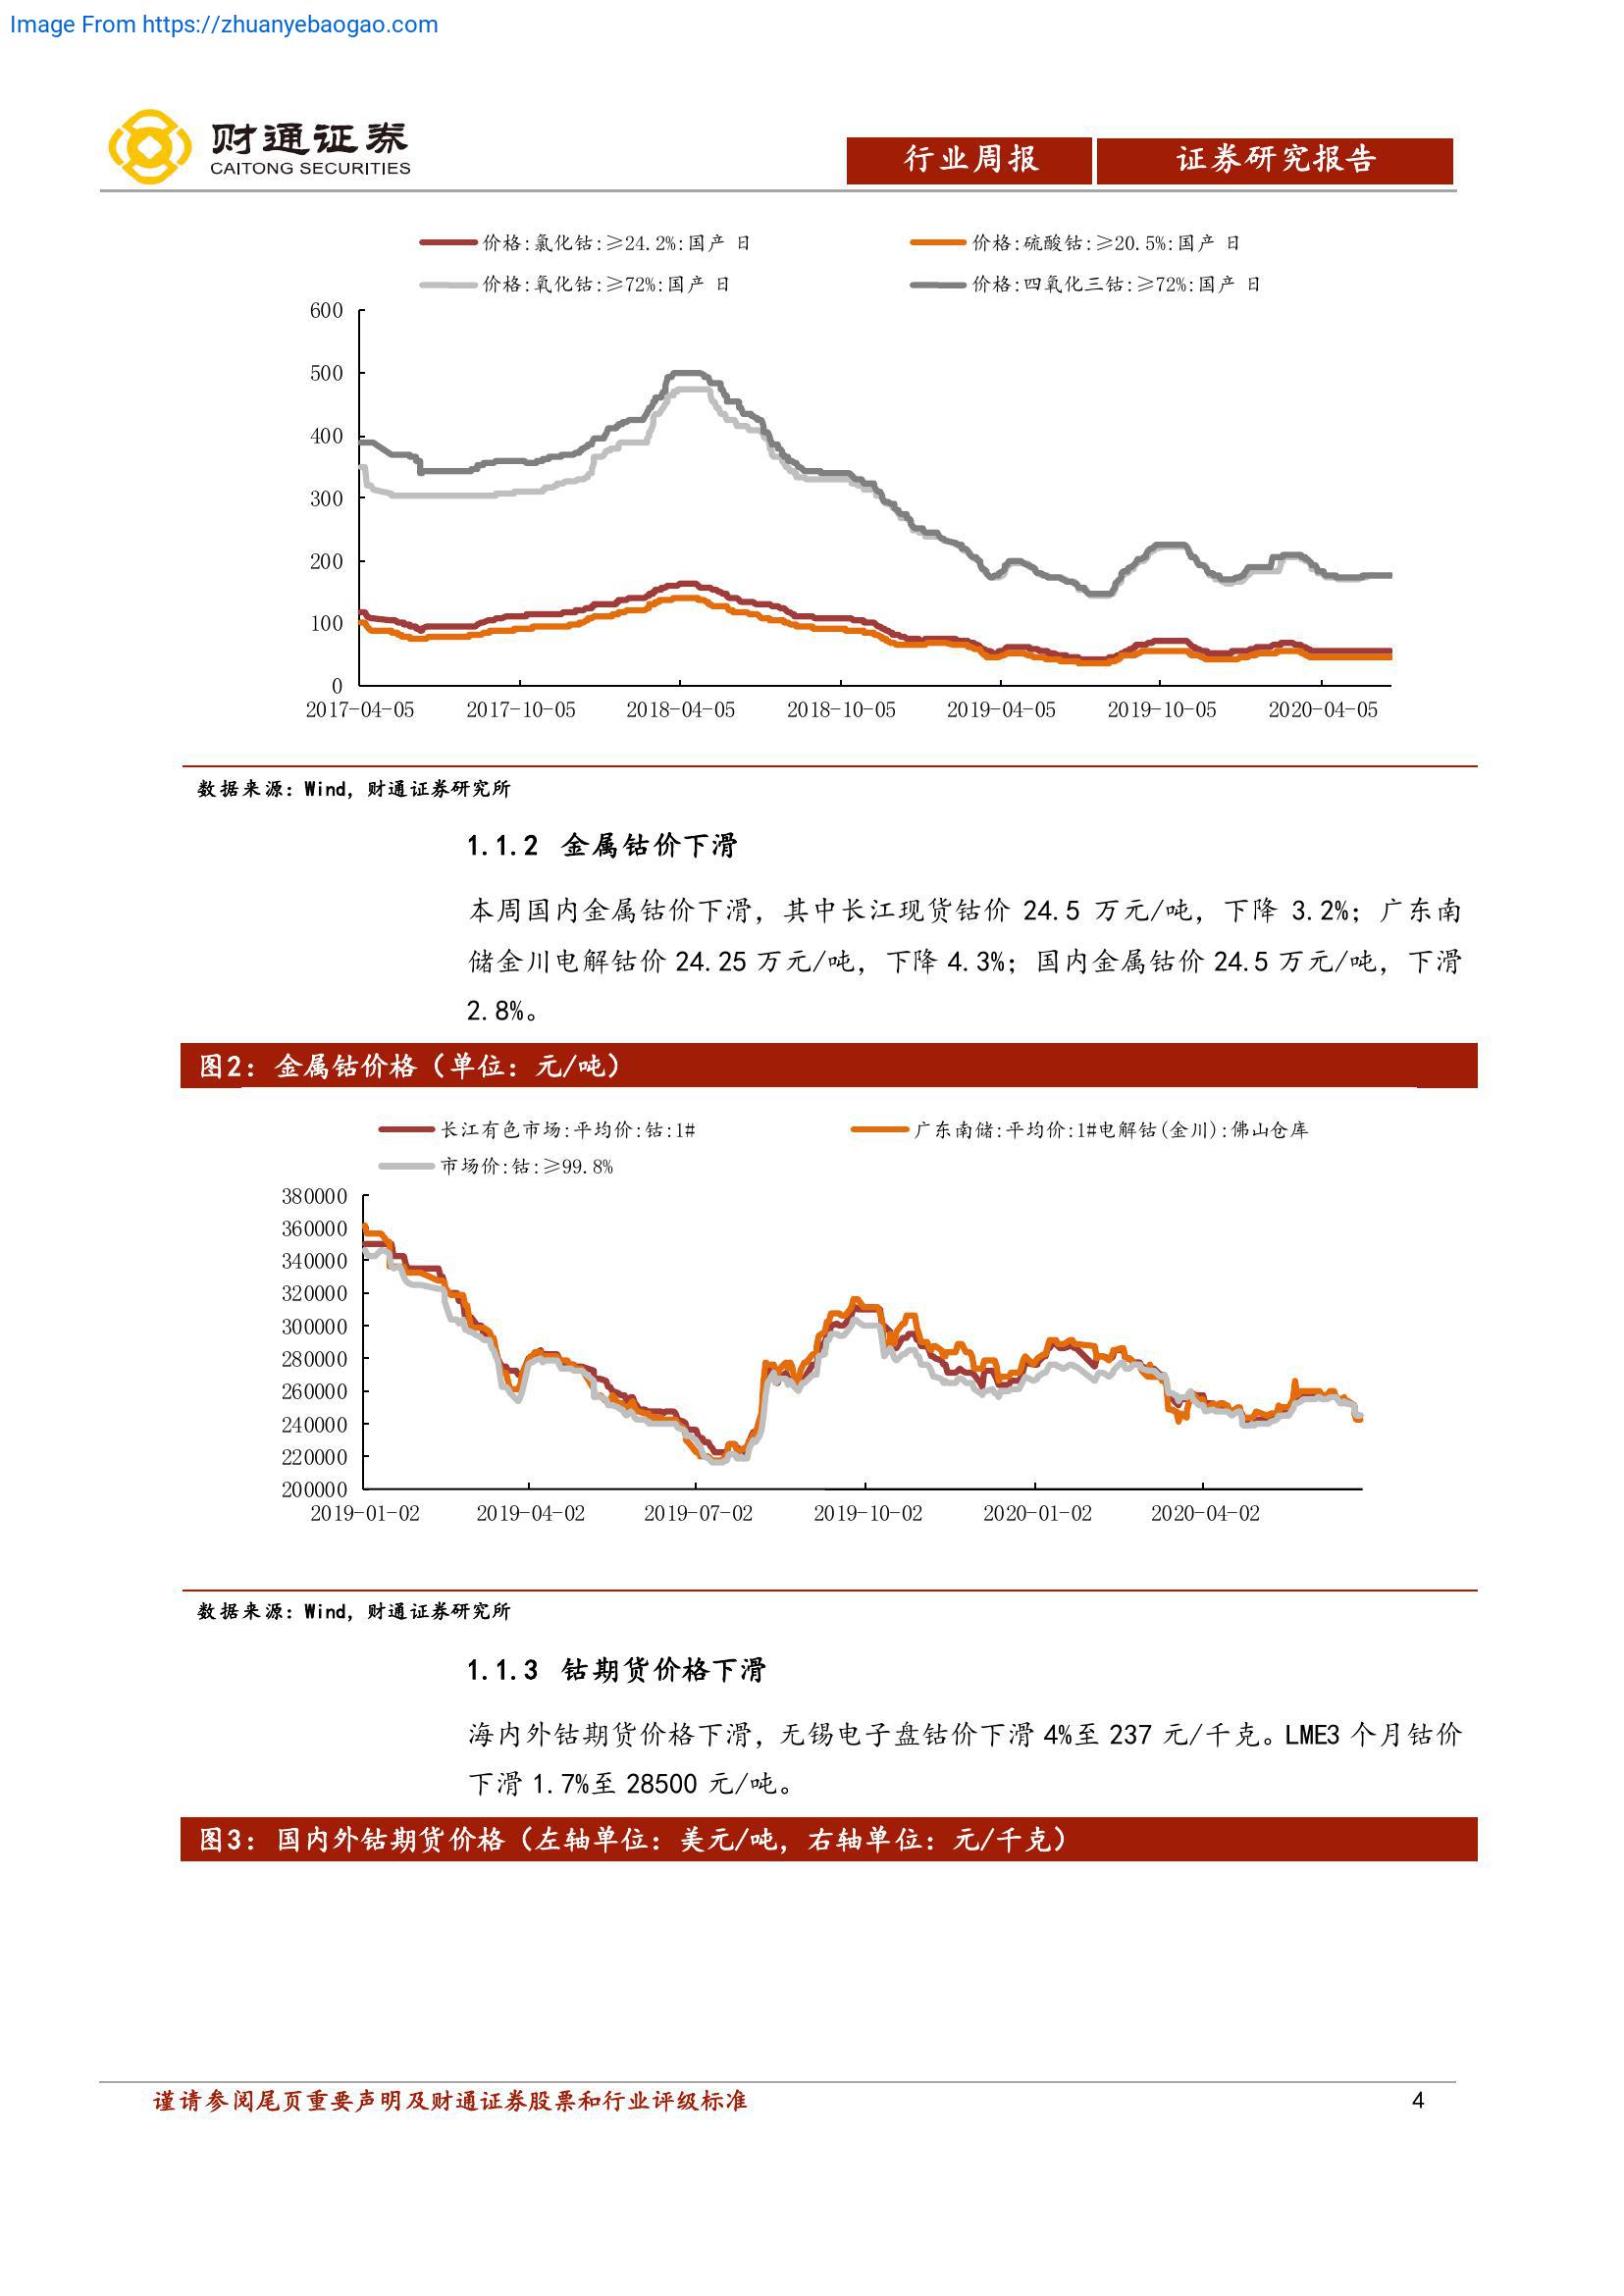 Image From https://zhuanyebaogao.com
财通证券
CAITONG SECURITIES
行业周报
证券研究报告
价格:氯化钴:≥24.2%:国产 日
价格:硫酸钴:≥20.5%:国产 日
价格:氧化钴:≥72%:国产 日
价格:四氧化三钴:≥72%:国产 日
600
500
400
300
200
100
0
2017-04-05 2017-10-05 2018-04-05 2018-10-05 2019-04-05 2019-10-05 2020-04-05
数据来源：Wind，财通证券研究所
1.1.2 金属钴价下滑
本周国内金属钴价下滑，其中长江现货钴价 24.5 万元/吨，下降 3.2%；广东南
储金川电解钴价 24.25 万元/吨，下降 4.3%；国内金属钴价 24.5 万元/吨，下滑
2.8%。
图2：金属钴价格（单位：元/吨）
长江有色市场:平均价:钴:1#
广东南储:平均价:1#电解钴(金川):佛山仓库
市场价:钴:≥99.8%
380000
360000
340000
320000
300000
280000
260000
240000
220000
200000
2019-01-02 2019-04-02 2019-07-02 2019-10-02 2020-01-02 2020-04-02
数据来源：Wind，财通证券研究所
1.1.3 钴期货价格下滑
海内外钴期货价格下滑，无锡电子盘钴价下滑 4%至 237 元/千克。LME3 个月钴价
下滑 1.7%至 28500 元/吨。
图3：国内外钴期货价格（左轴单位：美元/吨，右轴单位：元/千克）
谨请参阅尾页重要声明及财通证券股票和行业评级标准
4